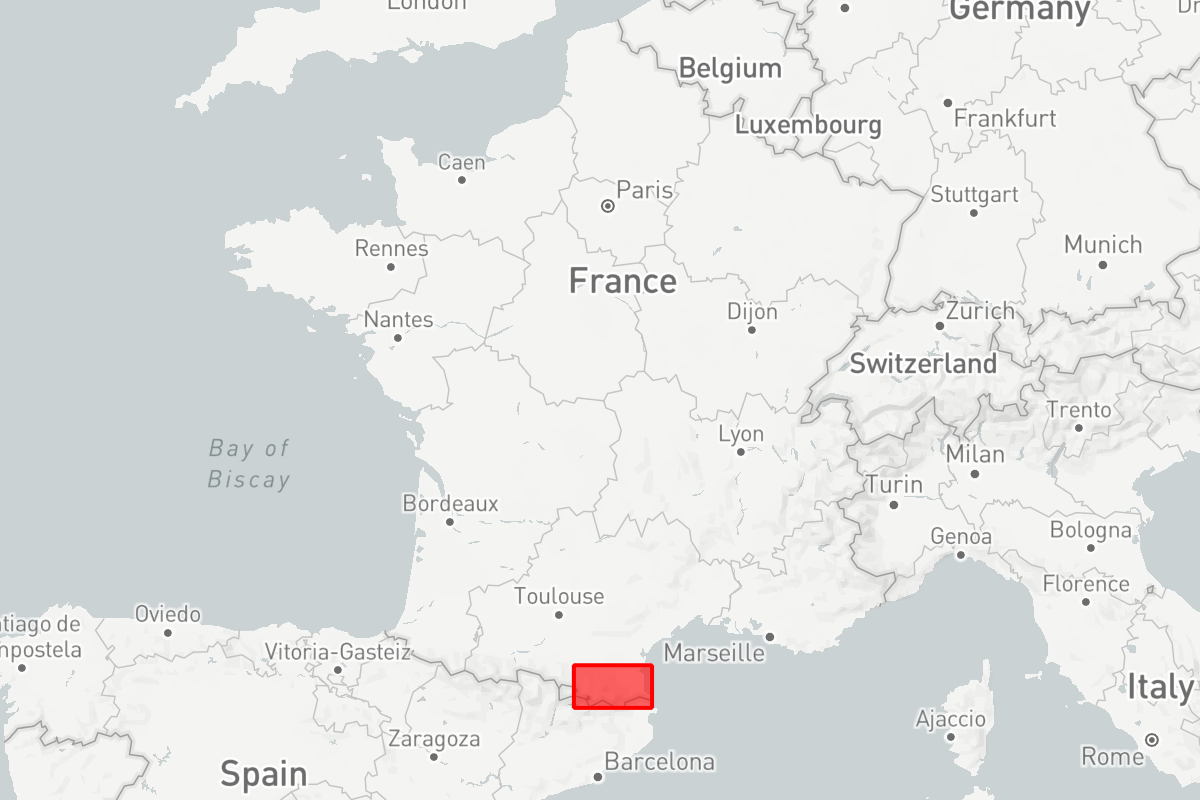 London
Germany
Belgium
Luxembourg
Frankfurt
Caen
Paris
Stuttgart
Rennes
Munich
France
Nantes
Dijon
Zurich
Switzerland
Trento
Bay of
Biscay
Lyon
Milan
Turin
Bordeaux
Genoa
Bologna
Toulouse
Florence
Oviedo
tiago de
mpostela
Vitoria-Gasteiz
Marseille
Italy
Zaragoza
Ajaccio
Rome
Spain
Barcelona